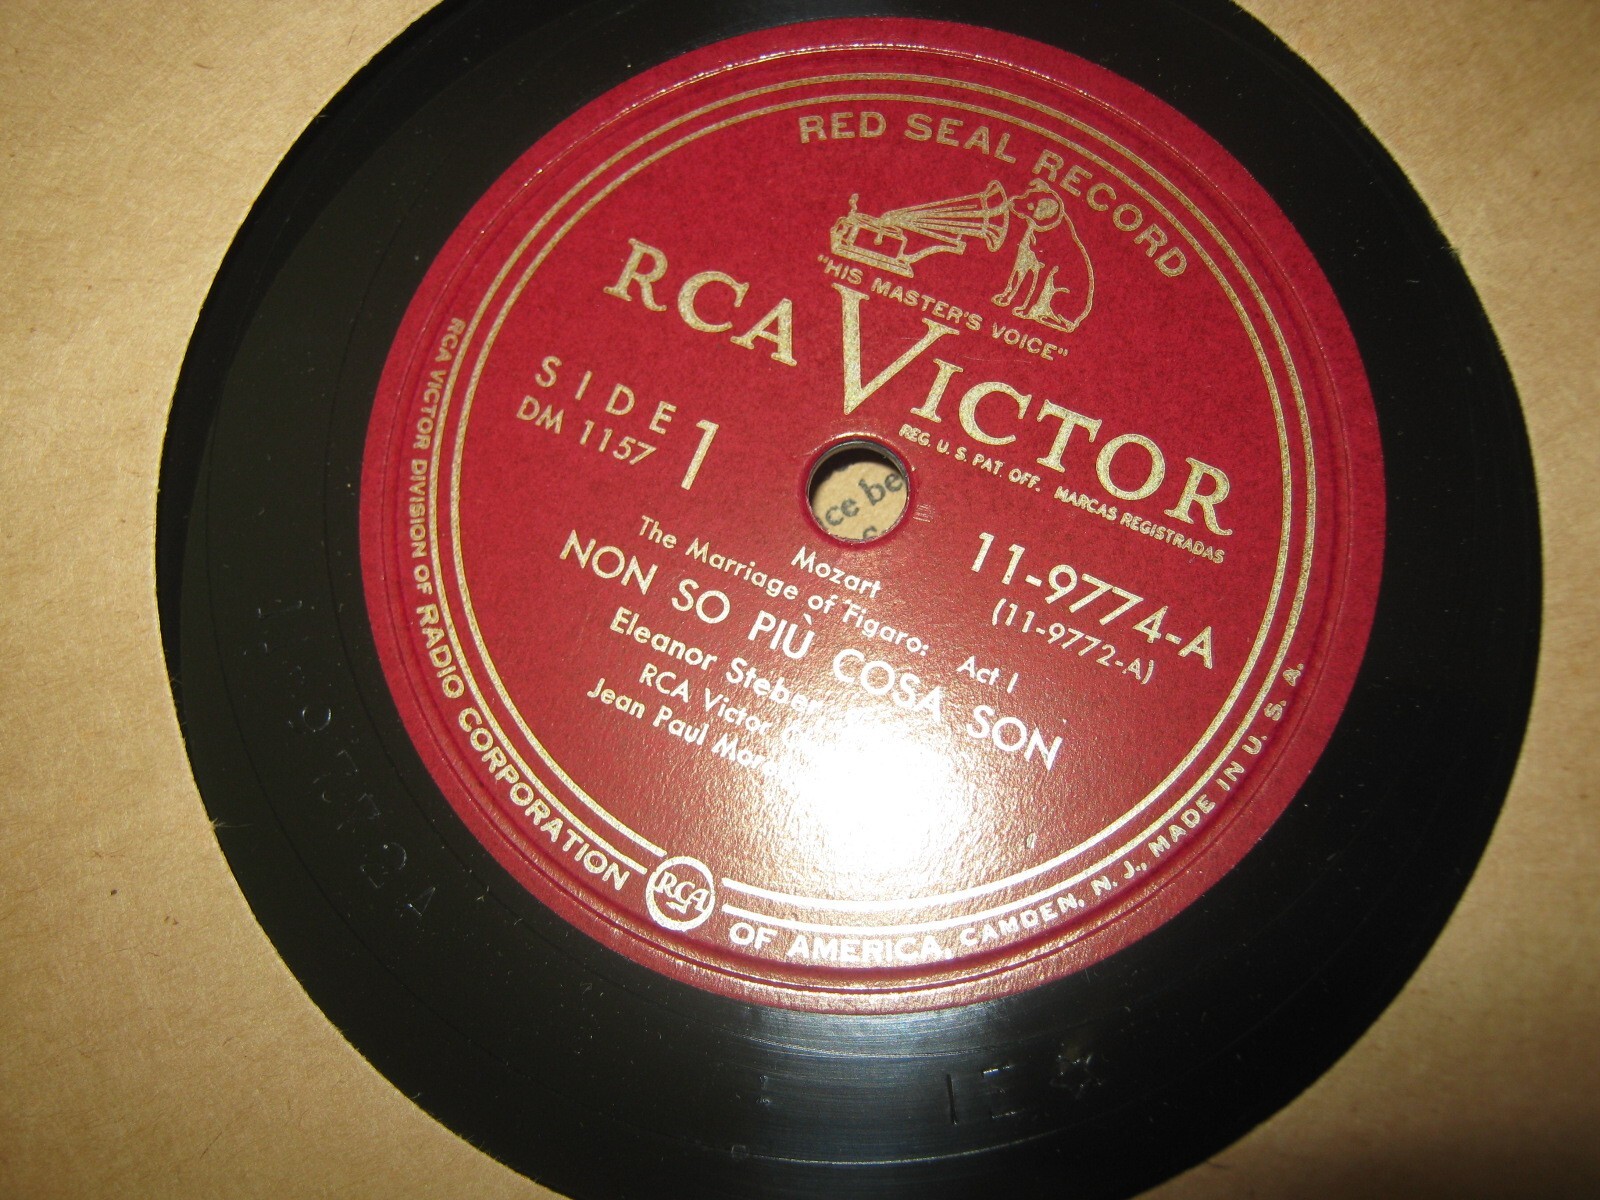 RED SEAL RECORD
"HIS MASTER'S VOICE"
RCA VICTOR
REG. U. S. PAT. OFF. MARCAS REGISTRADAS
SIDE 1
DM 1157
11-9774-A
(11-9772-A)
ce be
Mozart
The Marriage of Figaro: Act I
NON SO PIÙ COSA SON
Eleanor Steber
RCA Victor
Jean Paul
RCA VICTOR DIVISION OF RADIO CORPORATION OF AMERICA, CAMDEN, N. J., MADE IN U. S. A.
RCA